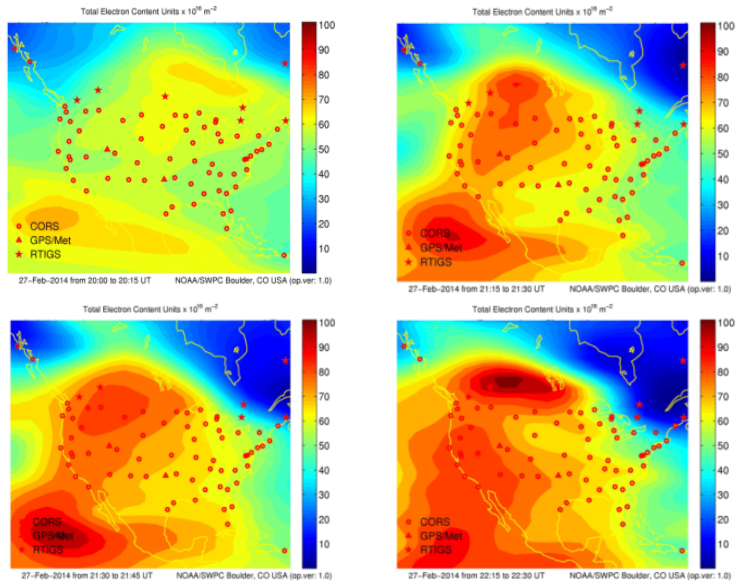 Total Electron Content Units x 10¹⁶ m⁻²
100
90
80
70
60
50
40
30
20
10
CORS
GPS/Met
RTIGS
27-Feb-2014 from 20:00 to 20:15 UT NOAA/SWPC Boulder, CO USA (op.ver: 1.0)
Total Electron Content Units x 10¹⁶ m⁻²
100
90
80
70
60
50
40
30
20
10
CORS
GPS/Met
RTIGS
27-Feb-2014 from 21:15 to 21:30 UT NOAA/SWPC Boulder, CO USA (op.ver: 1.0)
Total Electron Content Units x 10¹⁶ m⁻²
100
90
80
70
60
50
40
30
20
10
CORS
GPS/Met
RTIGS
27-Feb-2014 from 21:30 to 21:45 UT NOAA/SWPC Boulder, CO USA (op.ver: 1.0)
Total Electron Content Units x 10¹⁶ m⁻²
100
90
80
70
60
50
40
30
20
10
CORS
GPS/Met
RTIGS
27-Feb-2014 from 22:15 to 22:30 UT NOAA/SWPC Boulder, CO USA (op.ver: 1.0)